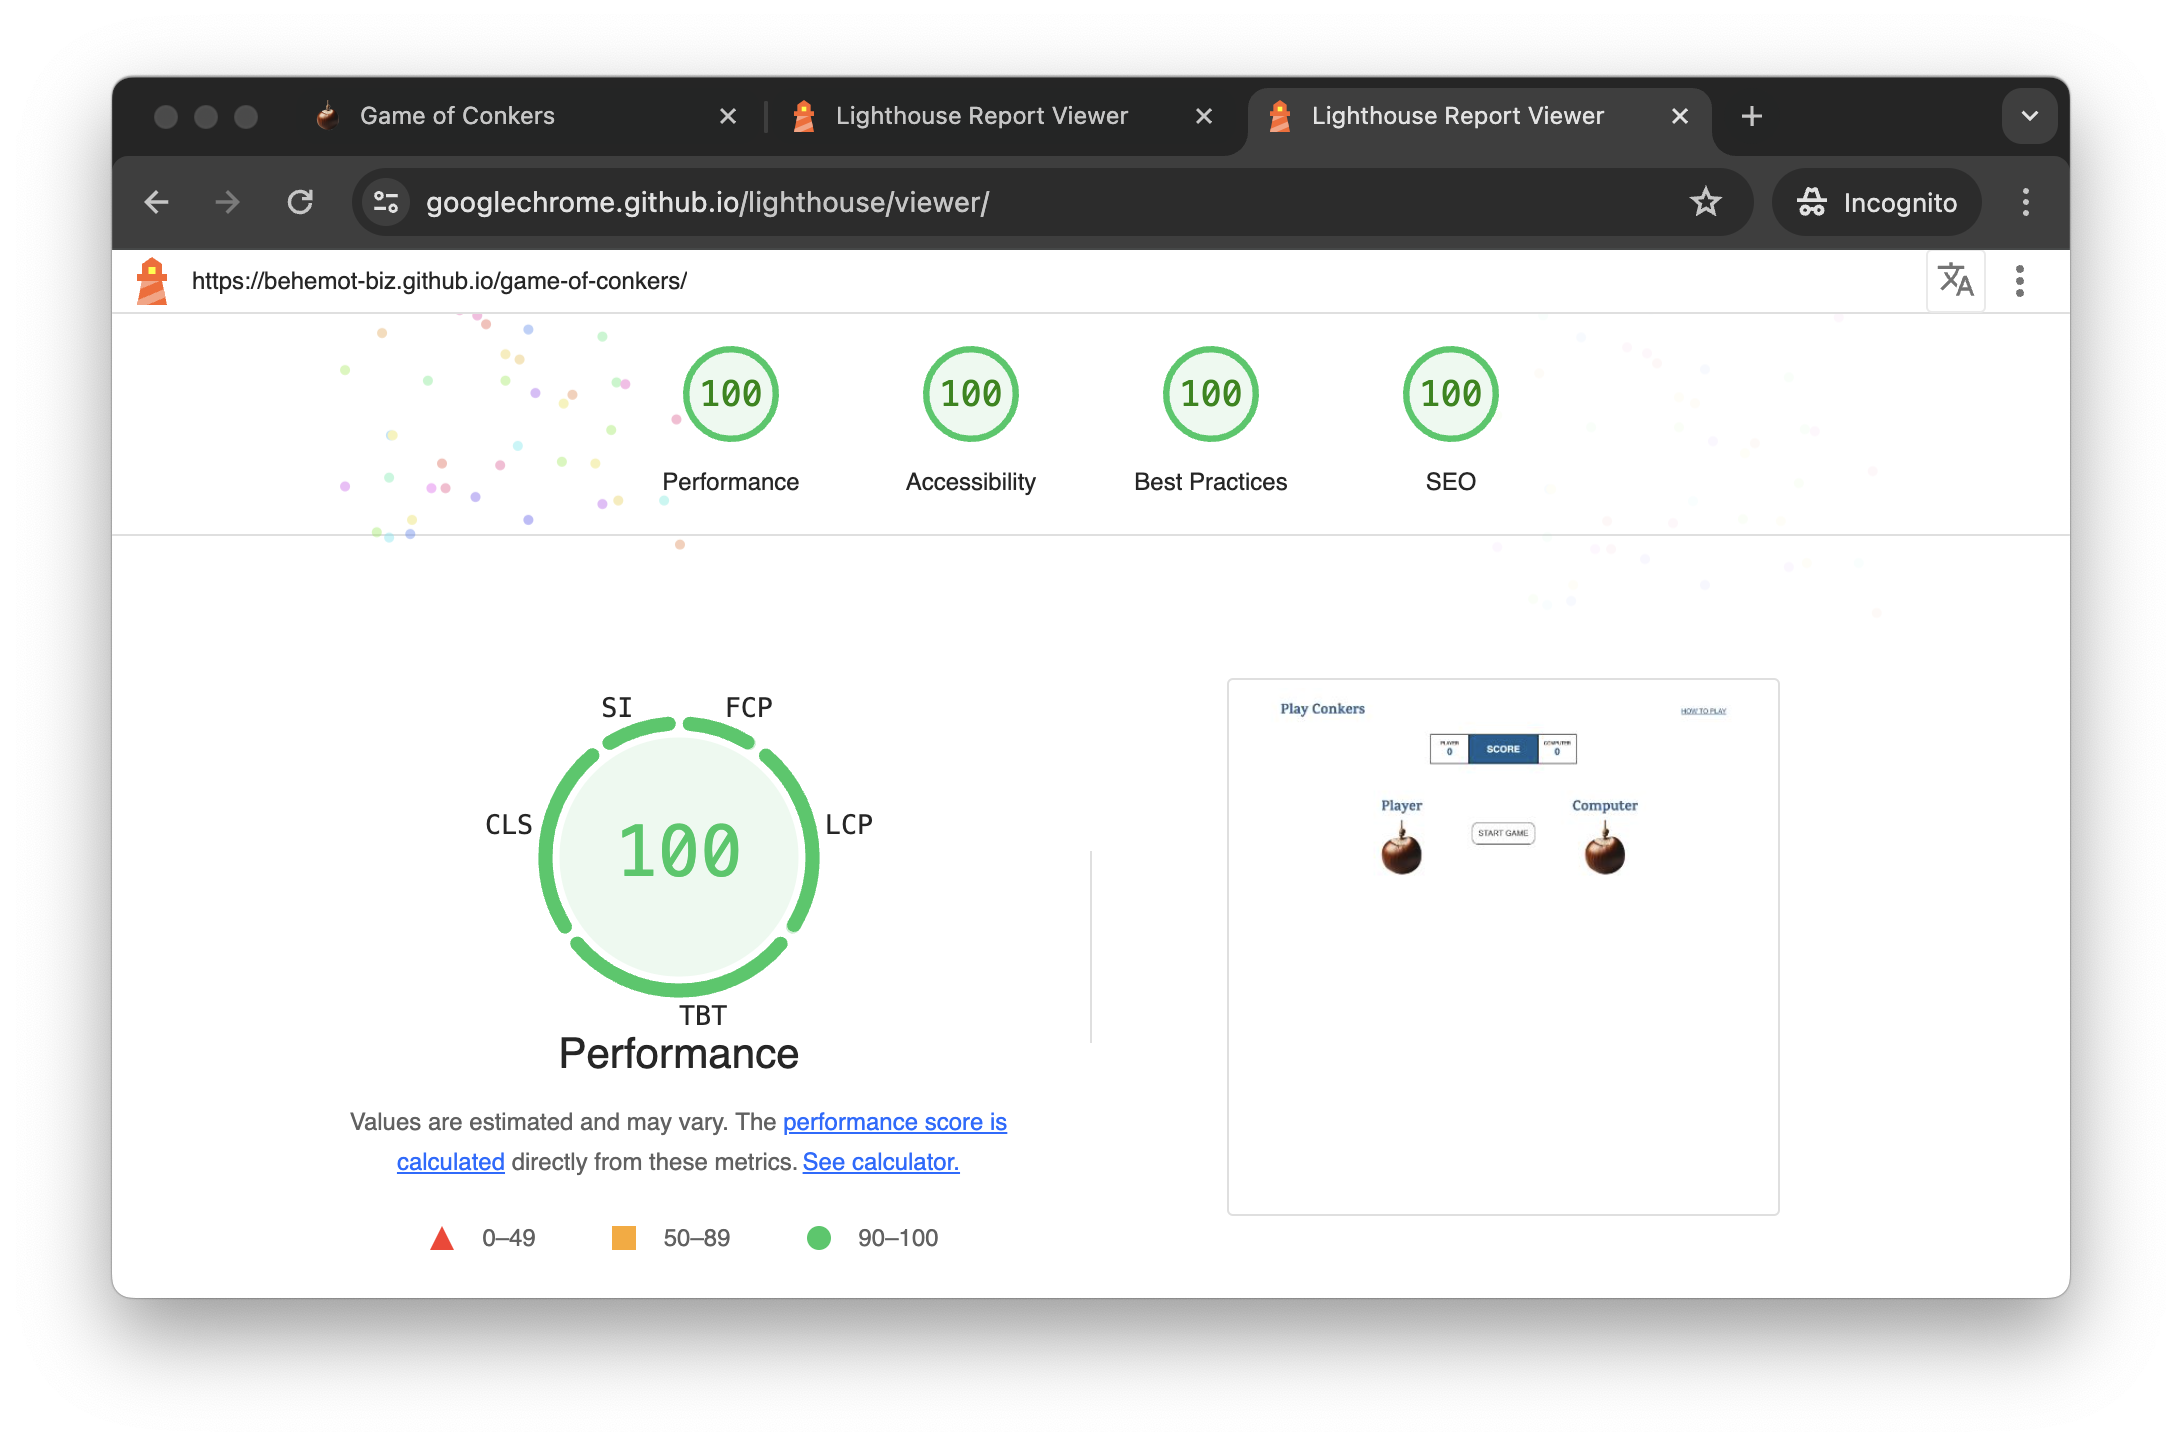 Game of Conkers
Lighthouse Report Viewer
Lighthouse Report Viewer
googlechrome.github.io/lighthouse/viewer/
Incognito
https://behemot-biz.github.io/game-of-conkers/
100
100
100
100
Performance
Accessibility
Best Practices
SEO
SI
FCP
CLS
LCP
100
TBT
Performance
Values are estimated and may vary. The performance score is
calculated directly from these metrics. See calculator.
0–49
50–89
90–100
Play Conkers
HOW TO PLAY
PLAYER
0
SCORE
COMPUTER
0
Player
Computer
START GAME